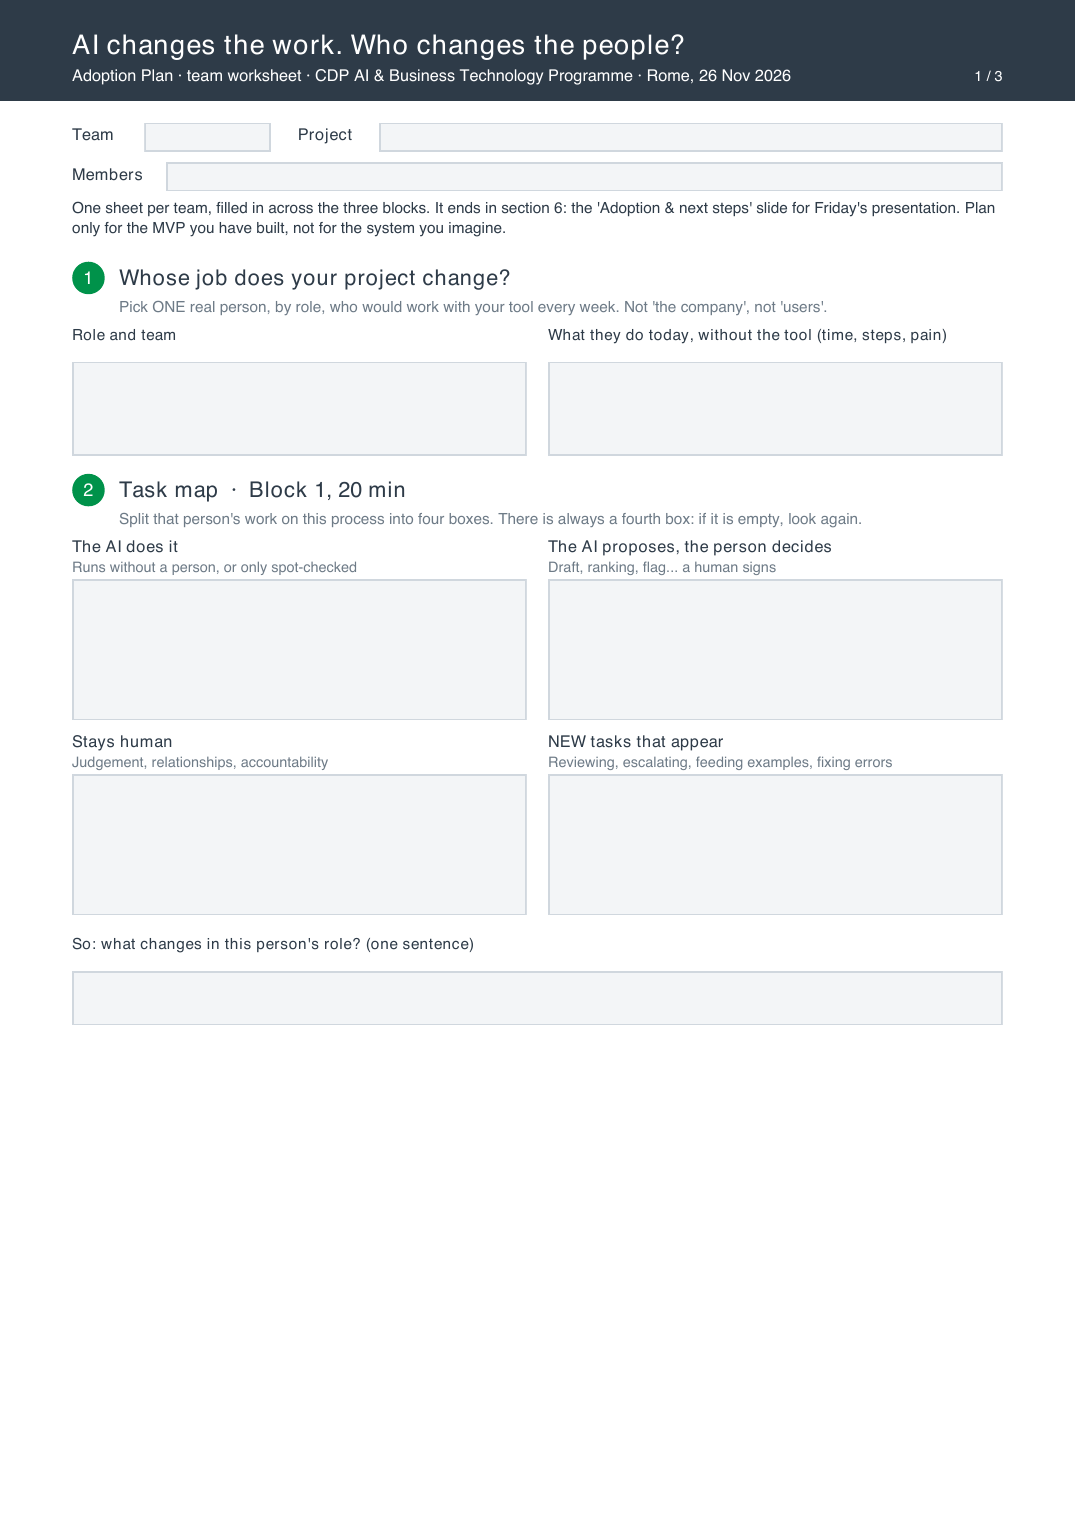 AI changes the work. Who changes the people?
Adoption Plan · team worksheet · CDP AI & Business Technology Programme · Rome, 26 Nov 2026
1 / 3
Team
Project
Members
One sheet per team, filled in across the three blocks. It ends in section 6: the 'Adoption & next steps' slide for Friday's presentation. Plan
only for the MVP you have built, not for the system you imagine.
1
Whose job does your project change?
Pick ONE real person, by role, who would work with your tool every week. Not 'the company', not 'users'.
Role and team
What they do today, without the tool (time, steps, pain)
2
Task map · Block 1, 20 min
Split that person's work on this process into four boxes. There is always a fourth box: if it is empty, look again.
The AI does it
Runs without a person, or only spot-checked
The AI proposes, the person decides
Draft, ranking, flag... a human signs
Stays human
Judgement, relationships, accountability
NEW tasks that appear
Reviewing, escalating, feeding examples, fixing errors
So: what changes in this person's role? (one sentence)